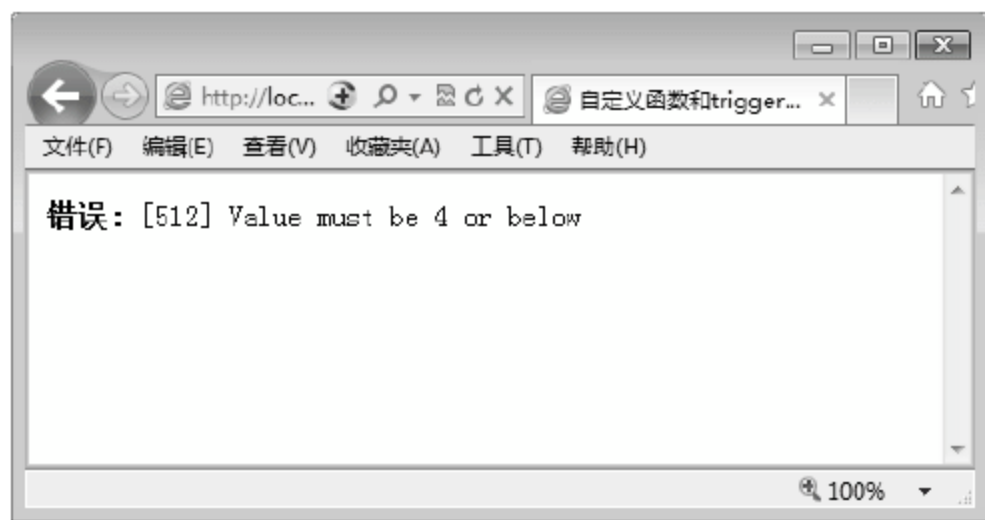 http://loc...
自定义函数和trigger...
文件(F) 编辑(E) 查看(V) 收藏夹(A) 工具(T) 帮助(H)
错误：[512] Value must be 4 or below
100%